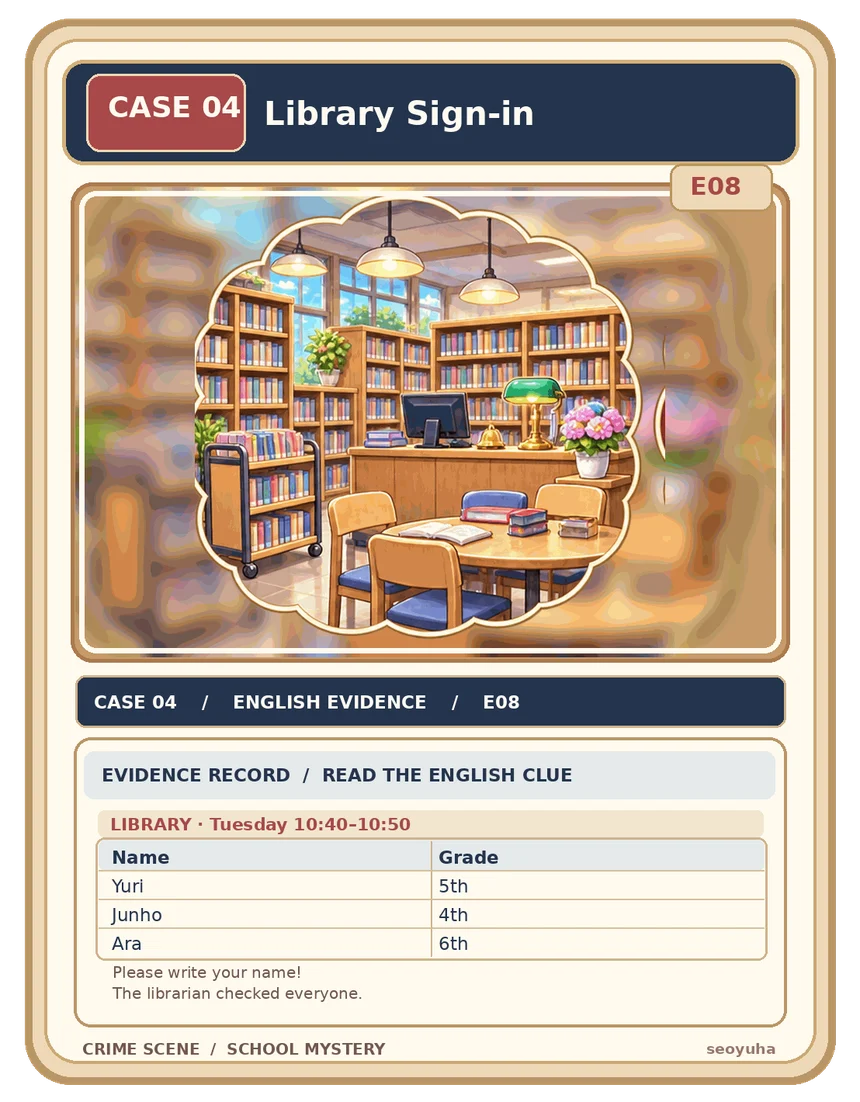 CASE 04 Library Sign-in
E08
CASE 04 / ENGLISH EVIDENCE / E08
EVIDENCE RECORD / READ THE ENGLISH CLUE
LIBRARY · Tuesday 10:40–10:50
Name Grade
Yuri 5th
Junho 4th
Ara 6th
Please write your name!
The librarian checked everyone.
CRIME SCENE / SCHOOL MYSTERY seoyuha